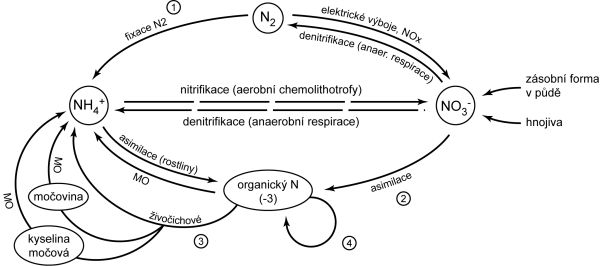 ①
N₂
fixace N2
elektrické výboje, NOx
denitrifikace (anaer. respirace)
nitrifikace (aerobní chemolithotrofy)
denitrifikace (anaerobní respirace)
NH₄⁺
NO₃⁻
zásobní forma
v půdě
hnojiva
asimilace (rostliny)
MO
organický N
(-3)
asimilace
②
MO
močovina
MO
kyselina
močová
živočichové
③
④